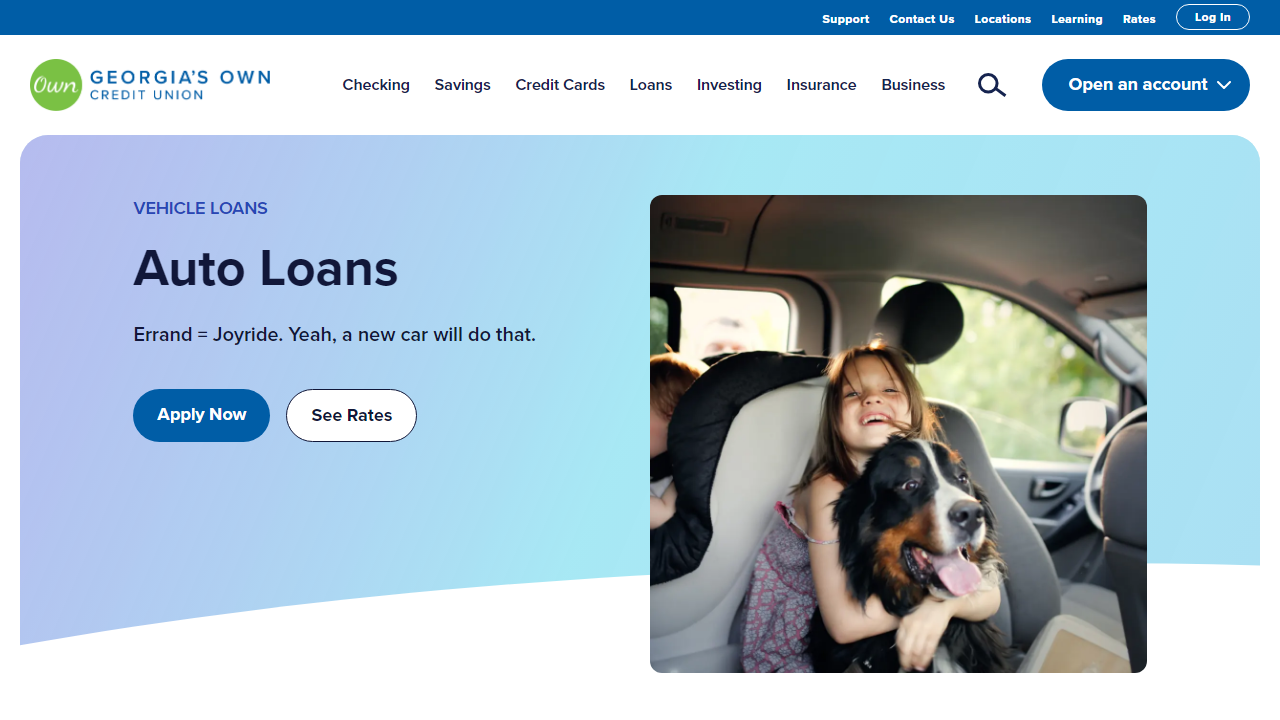 Support Contact Us Locations Learning Rates Log In
Own GEORGIA'S OWN
CREDIT UNION
Checking Savings Credit Cards Loans Investing Insurance Business Open an account
VEHICLE LOANS
Auto Loans
Errand = Joyride. Yeah, a new car will do that.
Apply Now See Rates